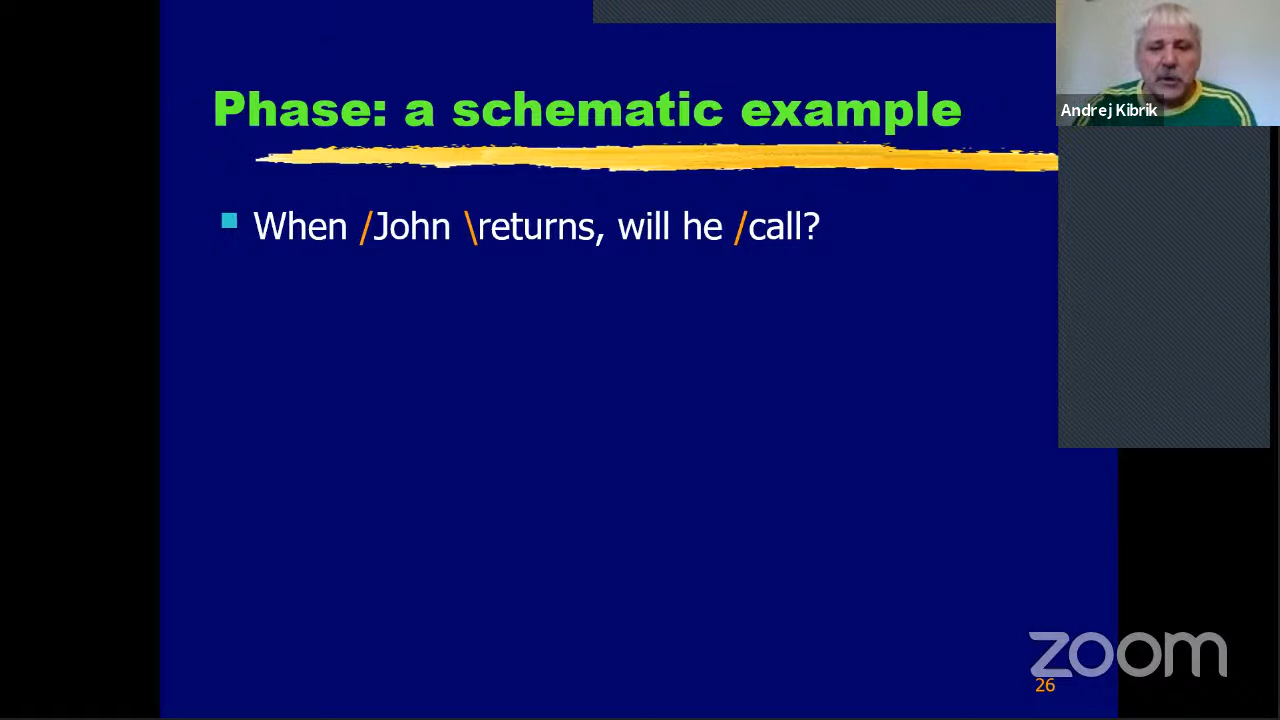 Phase: a schematic example
Andrej Kibrik
When /John \returns, will he /call?
zoom
26